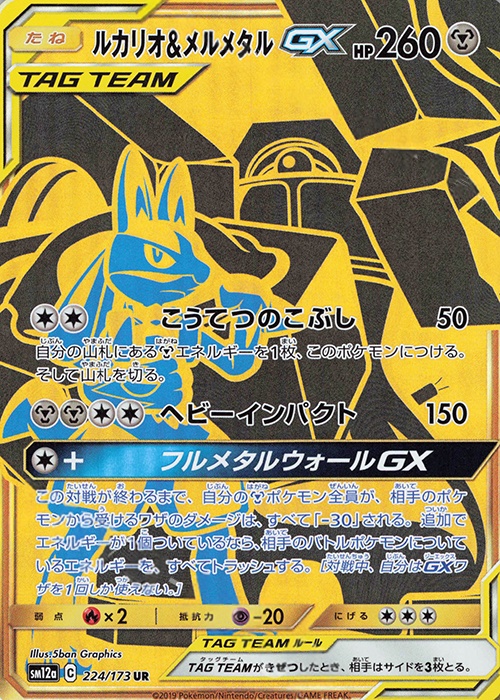 たね ルカリオ&メルメタルGX HP260
TAG TEAM
こうてつのこぶし 50
自分の山札にあるエネルギーを1枚、このポケモンにつける。
そして山札を切る。
ヘビーインパクト 150
+ フルメタルウォールGX
この対戦が終わるまで、自分のポケモン全員が、相手のポケ
モンから受けるワザのダメージは、すべて「-30」される。追加で
エネルギーが1個ついているなら、相手のバトルポケモンについて
いるエネルギーを、すべてトラッシュする。[対戦中、自分はGXワ
ザを1回しか使えない。]
弱点 ×2 抵抗力 -20 にげる
Illus. 5ban Graphics
TAG TEAM ルール
SM12a C 224/173 UR
TAG TEAMがきぜつしたとき、相手はサイドを3枚とる。
©2019 Pokémon/Nintendo/Creatures/GAME FREAK.